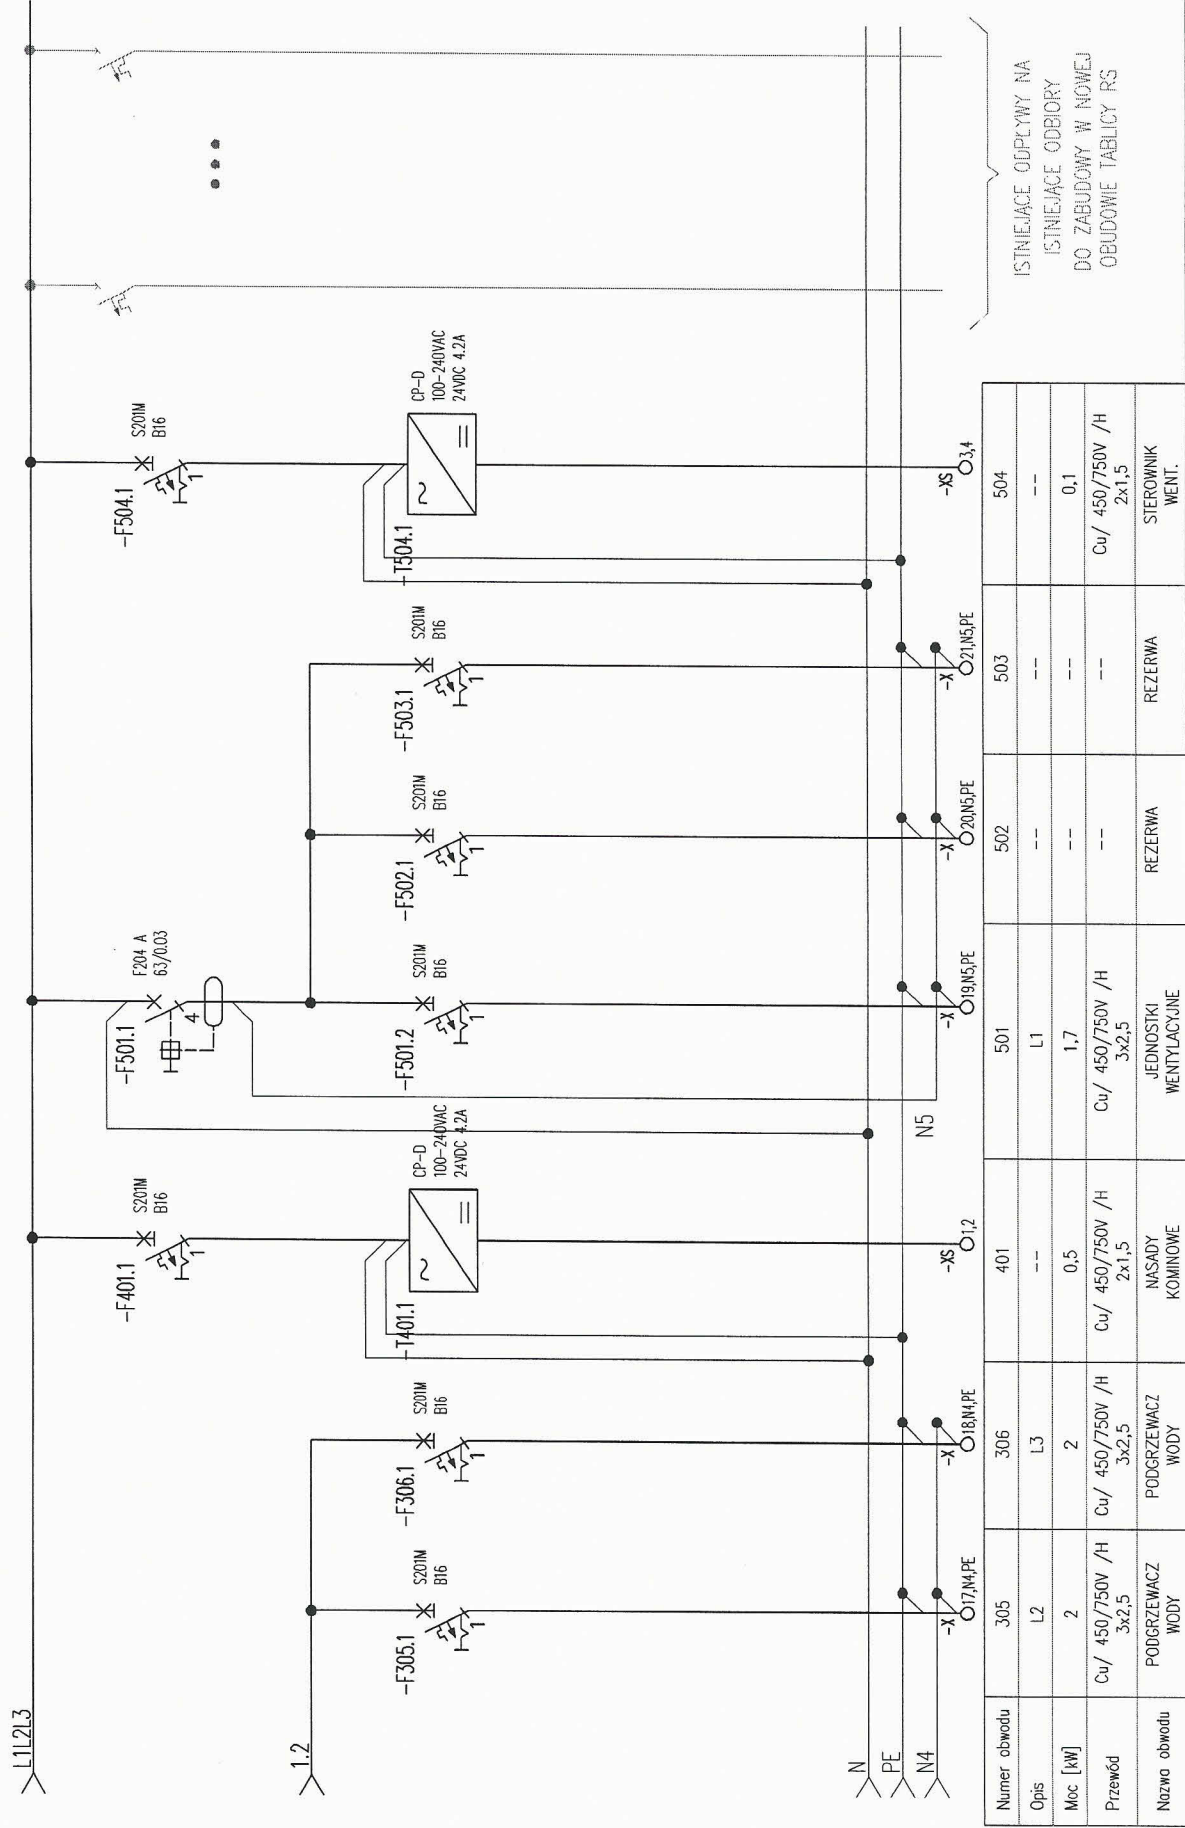 L1L2L3
1.2
N
PE
N4
-F305.1
S201M
B16
1
-X
17,N4,PE
-F306.1
S201M
B16
1
-X
18,N4,PE
-F401.1
S201M
B16
1
-T401.1
CP-D
100-240VAC
24VDC 4.2A
-XS
1,2
-F501.1
F204 A
63/0.03
4
N5
-F501.2
S201M
B16
1
-X
19,N5,PE
-F502.1
S201M
B16
1
-X
20,N5,PE
-F503.1
S201M
B16
1
-X
21,N5,PE
-F504.1
S201M
B16
1
-T504.1
CP-D
100-240VAC
24VDC 4.2A
-XS
3,4
ISTNIEJĄCE ODPŁYWY NA
ISTNIEJĄCE ODBIORY
DO ZABUDOWY W NOWEJ
OBUDOWIE TABLICY RS
Numer obwodu 305 306 401 501 502 503 504
Opis L2 L3 -- L1 -- -- --
Moc [kW] 2 2 0,5 1,7 -- -- 0,1
Przewód Cu/ 450/750V /H 3x2,5 Cu/ 450/750V /H 3x2,5 Cu/ 450/750V /H 2x1,5 Cu/ 450/750V /H 3x2,5 -- -- Cu/ 450/750V /H 2x1,5
Nazwa obwodu PODGRZEWACZ WODY PODGRZEWACZ WODY NASADY KOMINOWE JEDNOSTKI WENTYLACYJNE REZERWA REZERWA STEROWNIK WENT.